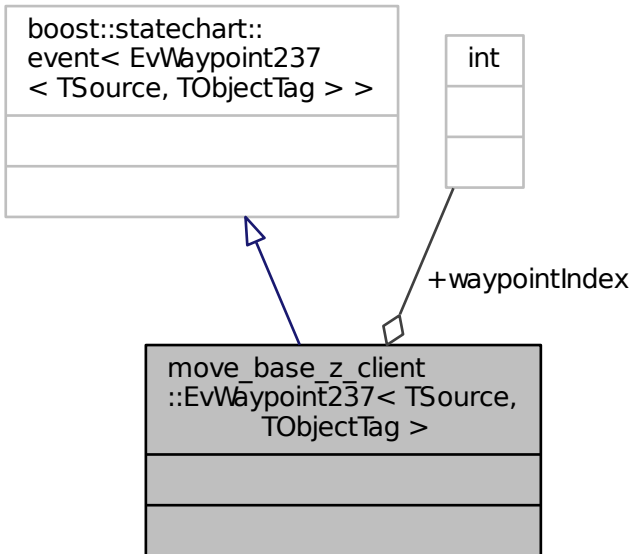 boost::statechart::
event< EvWaypoint237
< TSource, TObjectTag > >
int
+waypointIndex
move_base_z_client
::EvWaypoint237< TSource,
TObjectTag >